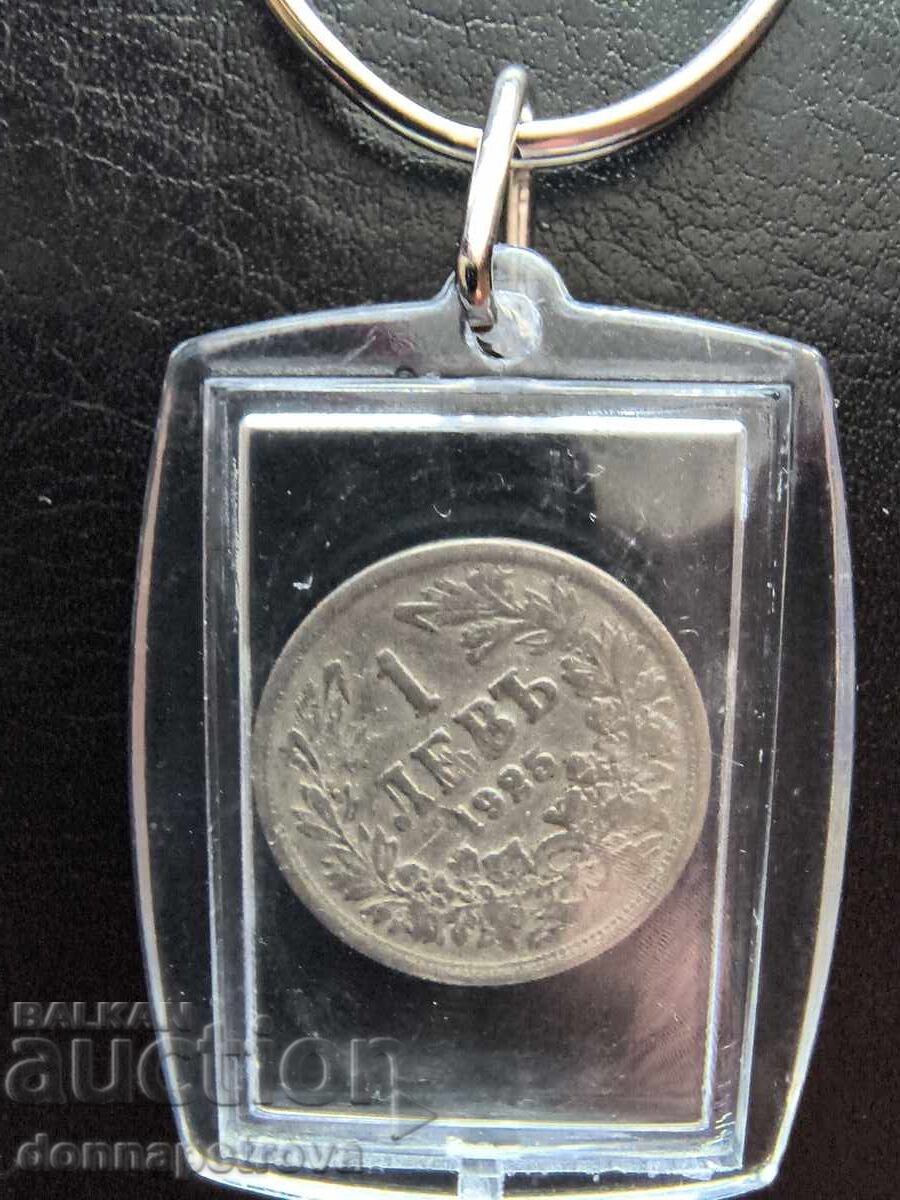 1
ЛЕВЪ
1925
BALKAN
auction
donnapetrova